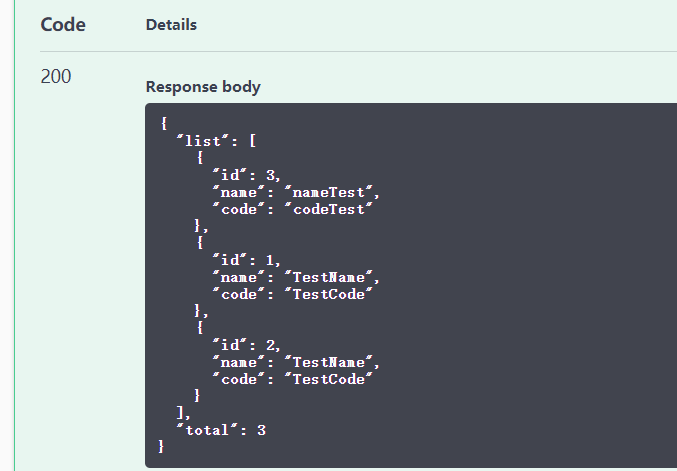 Code Details
200
Response body
{
  "list": [
    {
      "id": 3,
      "name": "nameTest",
      "code": "codeTest"
    },
    {
      "id": 1,
      "name": "TestName",
      "code": "TestCode"
    },
    {
      "id": 2,
      "name": "TestName",
      "code": "TestCode"
    }
  ],
  "total": 3
}